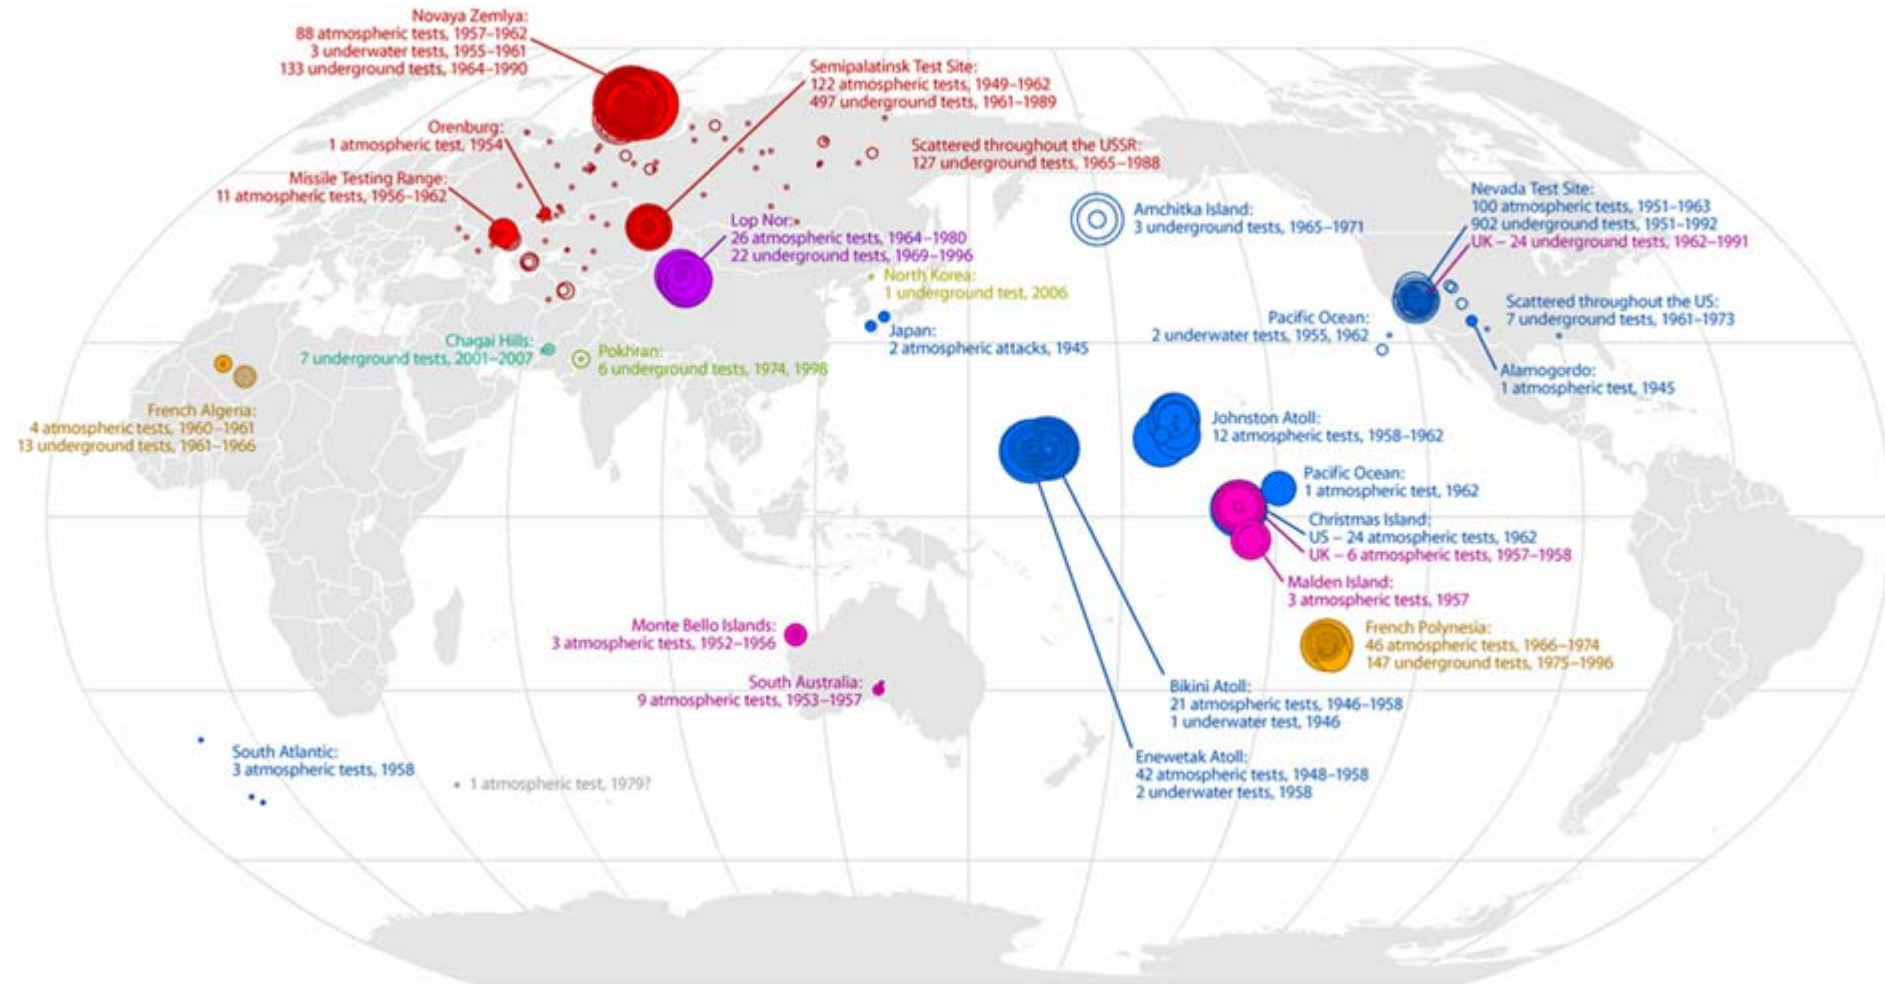 Novaya Zemlya:
88 atmospheric tests, 1957–1962
3 underwater tests, 1955–1961
133 underground tests, 1964–1990
Semipalatinsk Test Site:
122 atmospheric tests, 1949–1962
497 underground tests, 1961–1989
Orenburg:
1 atmospheric test, 1954
Scattered throughout the USSR:
127 underground tests, 1965–1988
Missile Testing Range:
11 atmospheric tests, 1956–1962
Lop Nor:
26 atmospheric tests, 1964–1980
22 underground tests, 1969–1996
Amchitka Island:
3 underground tests, 1965–1971
Nevada Test Site:
100 atmospheric tests, 1951–1963
902 underground tests, 1951–1992
UK – 24 underground tests, 1962–1991
North Korea:
1 underground test, 2006
Japan:
2 atmospheric attacks, 1945
Pacific Ocean:
2 underwater tests, 1955, 1962
Scattered throughout the US:
7 underground tests, 1961–1973
Chagai Hills:
7 underground tests, 2001–2007
Pokhran:
6 underground tests, 1974, 1998
Alamogordo:
1 atmospheric test, 1945
French Algeria:
4 atmospheric tests, 1960–1961
13 underground tests, 1961–1966
Johnston Atoll:
12 atmospheric tests, 1958–1962
Pacific Ocean:
1 atmospheric test, 1962
Christmas Island:
US – 24 atmospheric tests, 1962
UK – 6 atmospheric tests, 1957–1958
Malden Island:
3 atmospheric tests, 1957
Monte Bello Islands:
3 atmospheric tests, 1952–1956
French Polynesia:
46 atmospheric tests, 1966–1974
147 underground tests, 1975–1996
South Australia:
9 atmospheric tests, 1953–1957
Bikini Atoll:
21 atmospheric tests, 1946–1958
1 underwater test, 1946
South Atlantic:
3 atmospheric tests, 1958
1 atmospheric test, 1979?
Enewetak Atoll:
42 atmospheric tests, 1948–1958
2 underwater tests, 1958